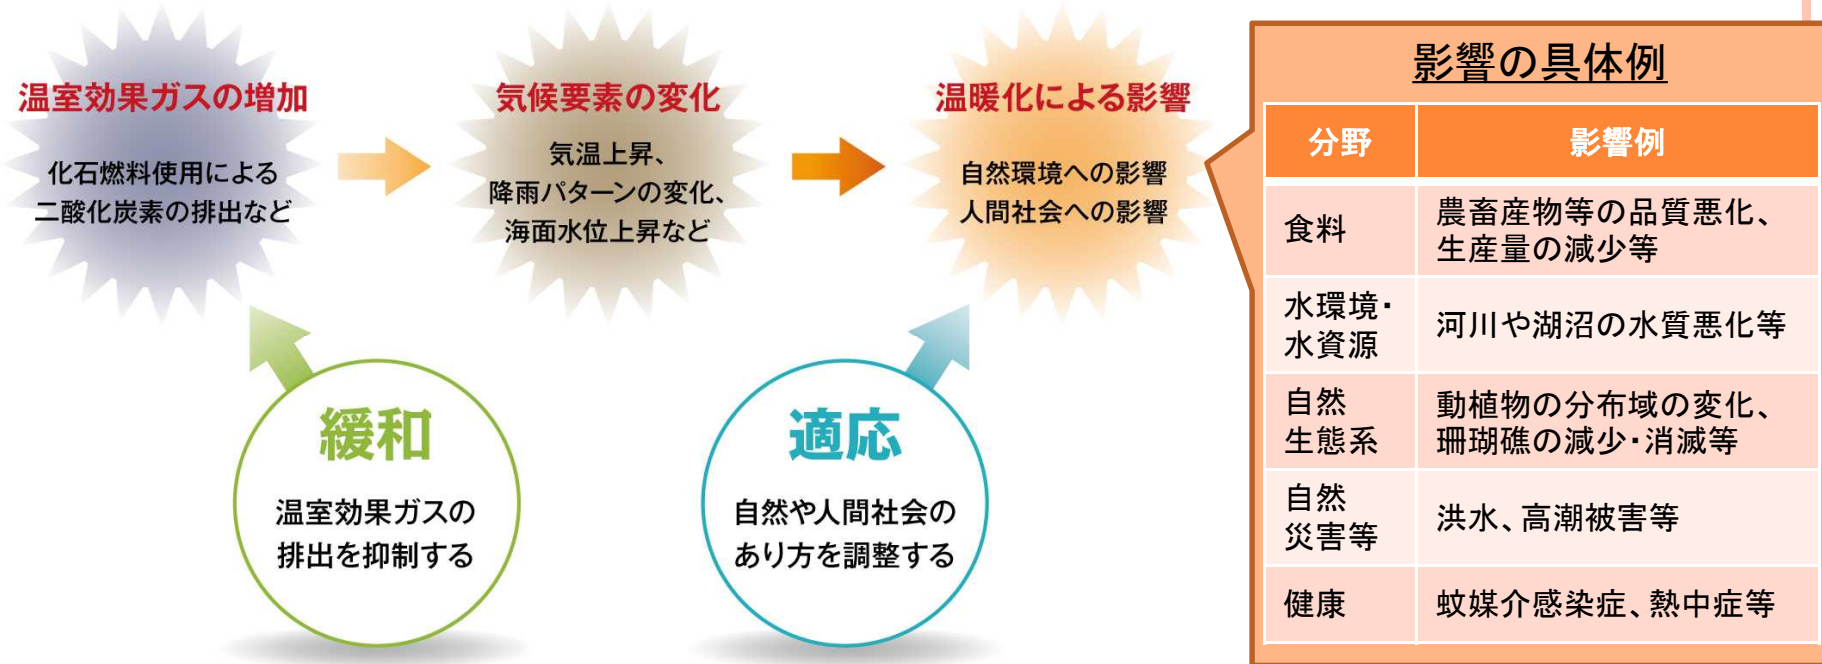 温室効果ガスの増加
化石燃料使用による
二酸化炭素の排出など
気候要素の変化
気温上昇、
降雨パターンの変化、
海面水位上昇など
温暖化による影響
自然環境への影響
人間社会への影響
緩和
温室効果ガスの
排出を抑制する
適応
自然や人間社会の
あり方を調整する
影響の具体例
分野
影響例
食料
農畜産物等の品質悪化、
生産量の減少等
水環境・
水資源
河川や湖沼の水質悪化等
自然
生態系
動植物の分布域の変化、
珊瑚礁の減少・消滅等
自然
災害等
洪水、高潮被害等
健康
蚊媒介感染症、熱中症等